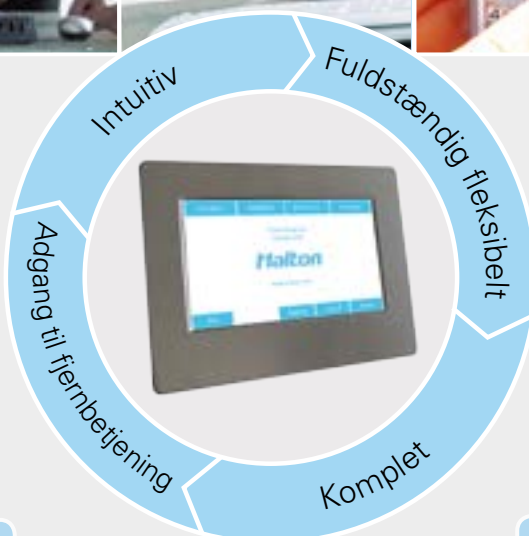 Intuitiv
Fuldstændig fleksibelt
Adgang til fjernbetjening
Komplet
Halton